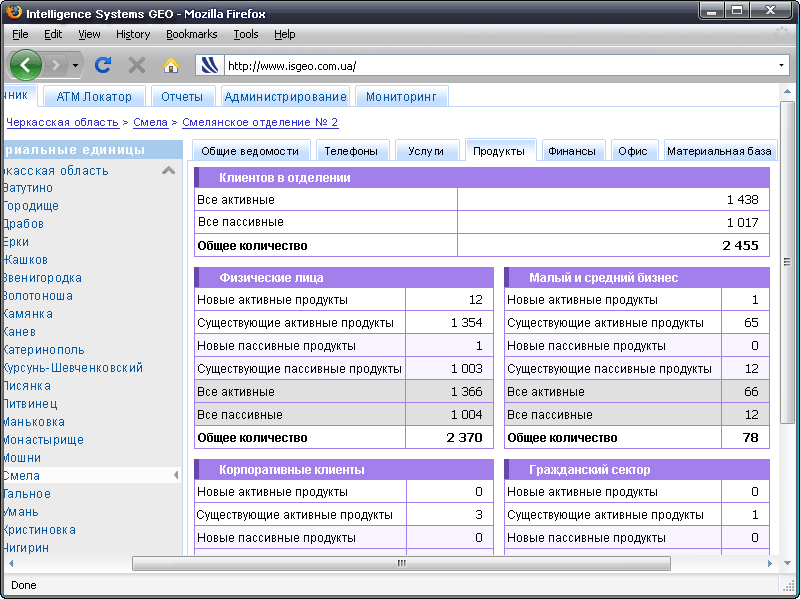 Intelligence Systems GEO - Mozilla Firefox
File Edit View History Bookmarks Tools Help
http://www.isgeo.com.ua/
чник АТМ Локатор Отчеты Администрирование Мониторинг
Черкасская область > Смела > Смелянское отделение № 2
риальные единицы
Общие ведомости Телефоны Услуги Продукты Финансы Офис Материальная база
ркасская область
Ватутино
Городище
Драбов
Ерки
Жашков
Звенигородка
Золотоноша
Каменка
Канев
Катеринополь
Курсунь-Шевченковский
Лисянка
Литвинец
Маньковка
Монастырище
Мошни
Смела
Тальное
Умань
Христиновка
Чигирин
Клиентов в отделении
Все активные 1 438
Все пассивные 1 017
Общее количество 2 455
Физические лица
Новые активные продукты 12
Существующие активные продукты 1 354
Новые пассивные продукты 1
Существующие пассивные продукты 1 003
Все активные 1 366
Все пассивные 1 004
Общее количество 2 370
Малый и средний бизнес
Новые активные продукты 1
Существующие активные продукты 65
Новые пассивные продукты 0
Существующие пассивные продукты 12
Все активные 66
Все пассивные 12
Общее количество 78
Корпоративные клиенты
Новые активные продукты 0
Существующие активные продукты 3
Новые пассивные продукты 0
Гражданский сектор
Новые активные продукты 0
Существующие активные продукты 1
Новые пассивные продукты 0
Done